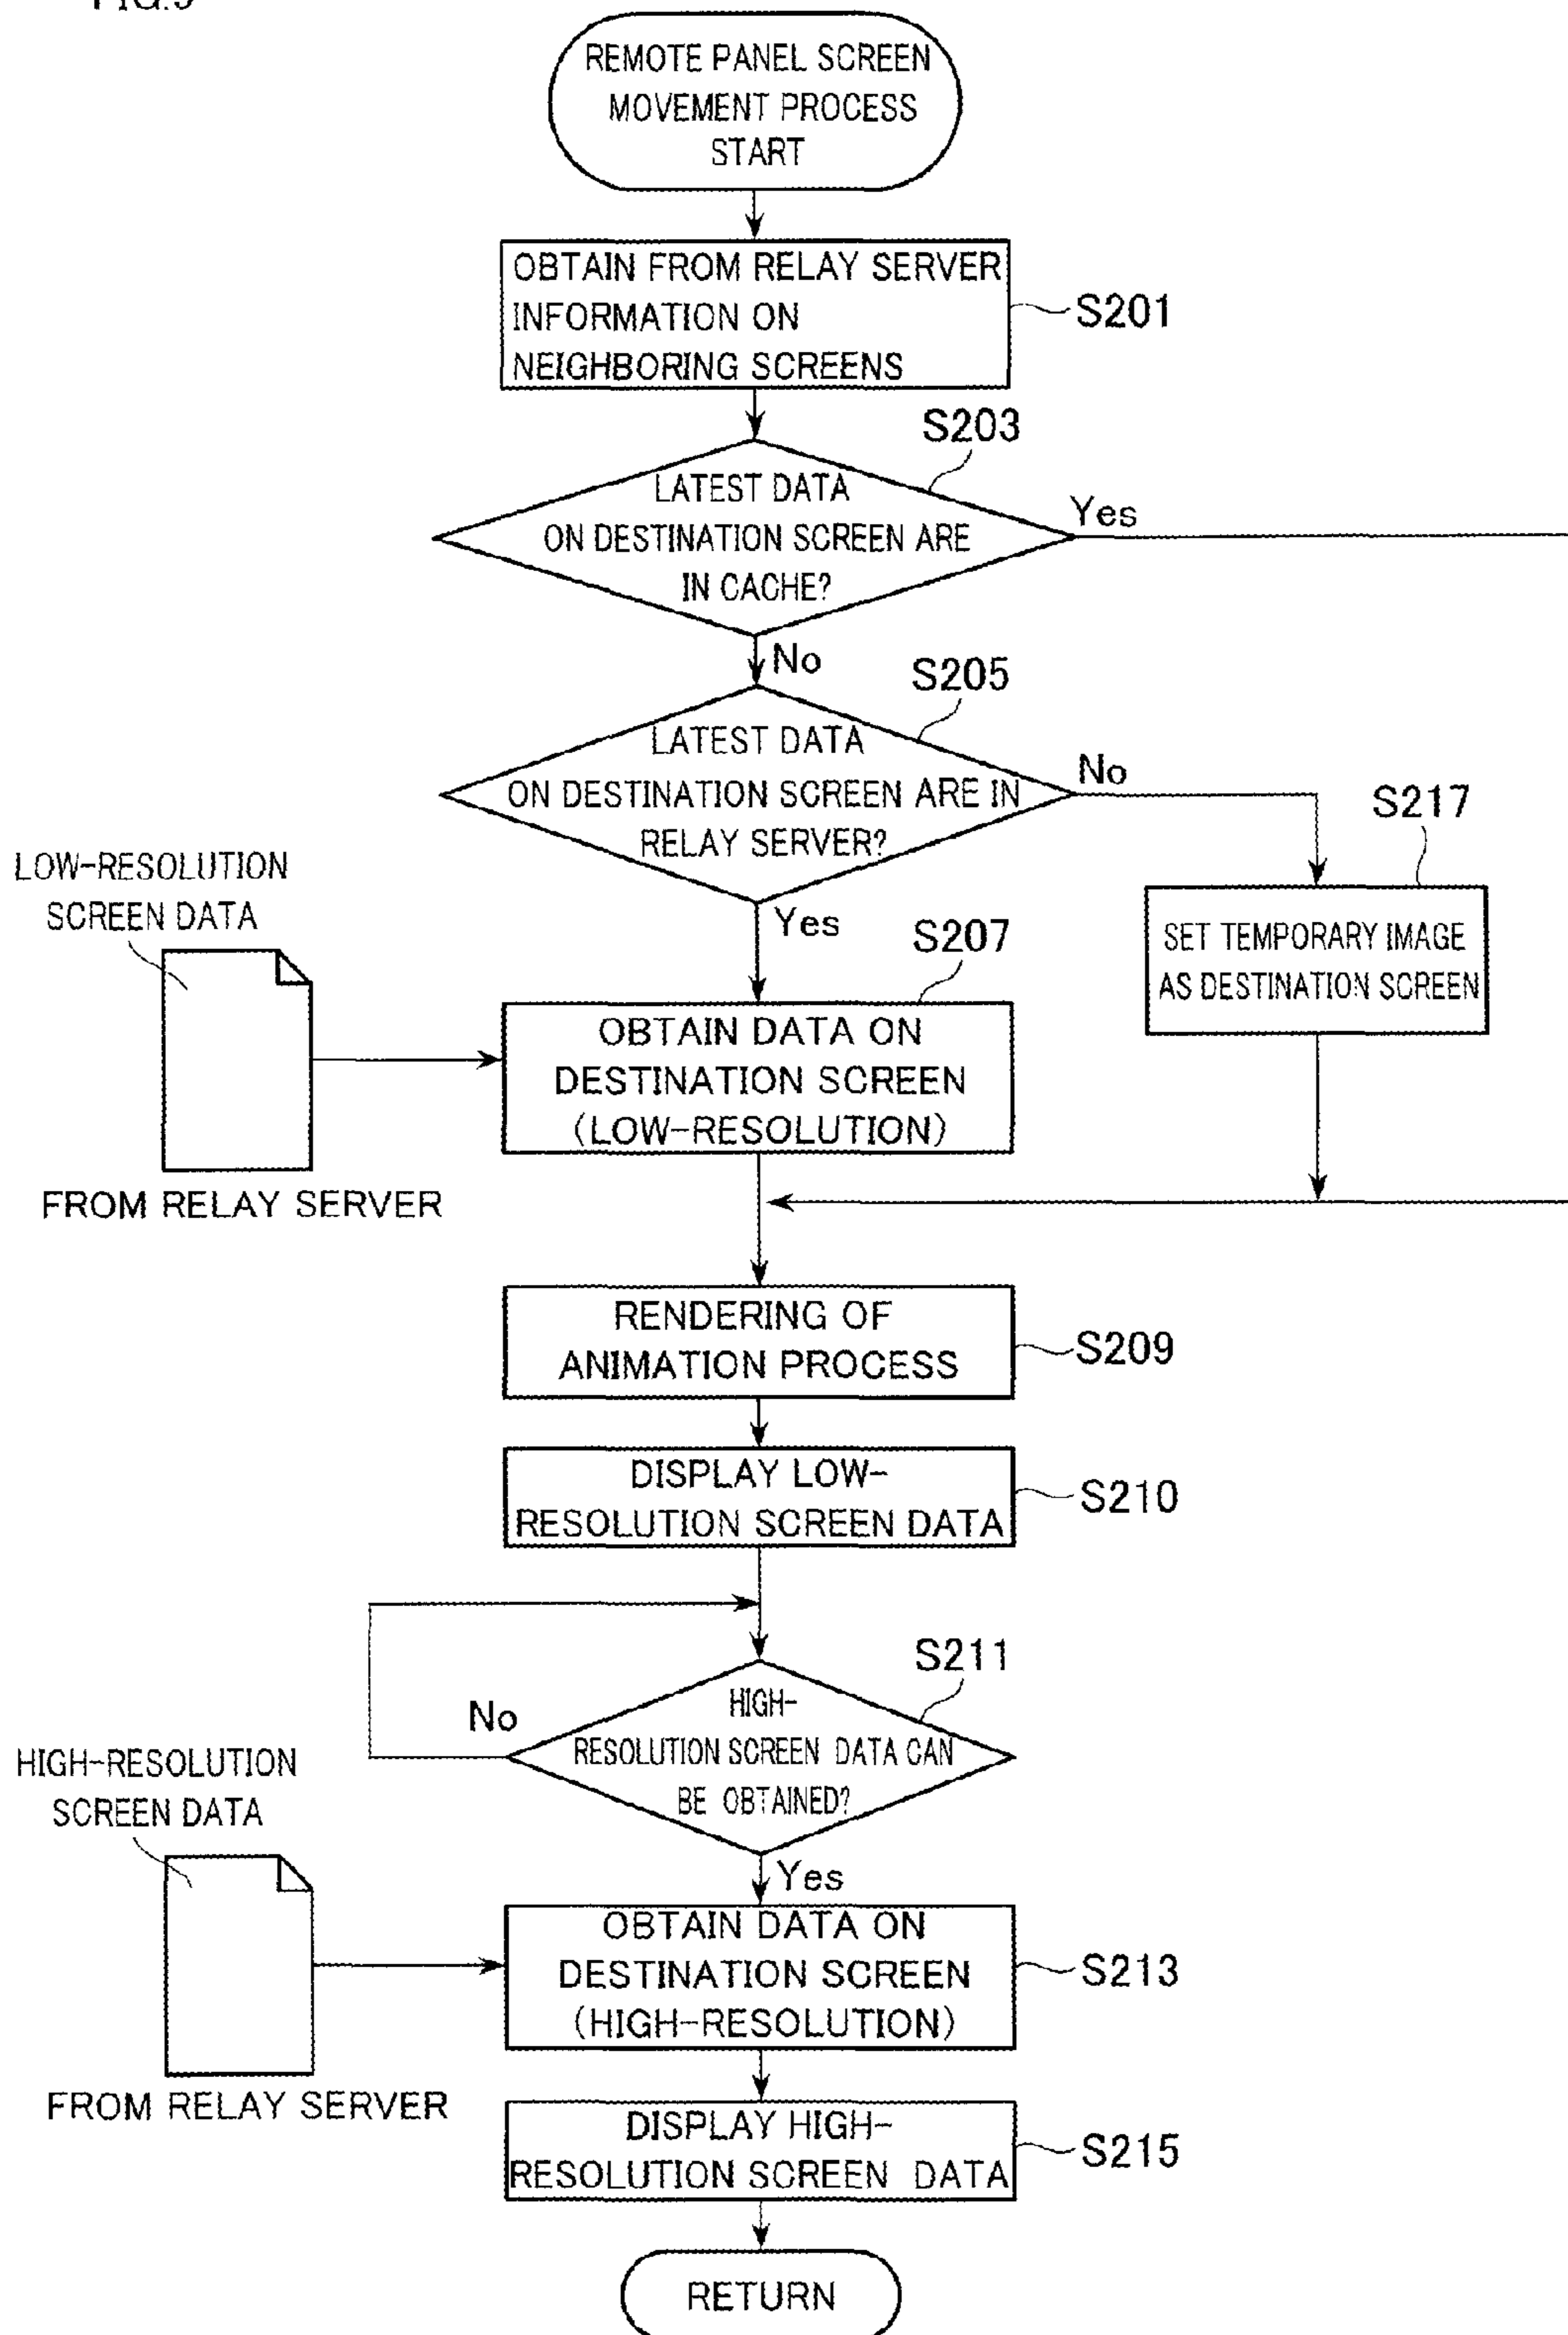 REMOTE PANEL SCREEN
MOVEMENT PROCESS
START
OBTAIN FROM RELAY SERVER
INFORMATION ON
NEIGHBORING SCREENS
S201
S203
LATEST DATA
ON DESTINATION SCREEN ARE
IN CACHE?
Yes
No
S205
LATEST DATA
ON DESTINATION SCREEN ARE IN
RELAY SERVER?
No
S217
SET TEMPORARY IMAGE
AS DESTINATION SCREEN
LOW-RESOLUTION
SCREEN DATA
FROM RELAY SERVER
Yes
S207
OBTAIN DATA ON
DESTINATION SCREEN
(LOW-RESOLUTION)
RENDERING OF
ANIMATION PROCESS
S209
DISPLAY LOW-
RESOLUTION SCREEN DATA
S210
S211
HIGH-
RESOLUTION SCREEN DATA CAN
BE OBTAINED?
No
HIGH-RESOLUTION
SCREEN DATA
FROM RELAY SERVER
Yes
OBTAIN DATA ON
DESTINATION SCREEN
(HIGH-RESOLUTION)
S213
DISPLAY HIGH-
RESOLUTION SCREEN DATA
S215
RETURN